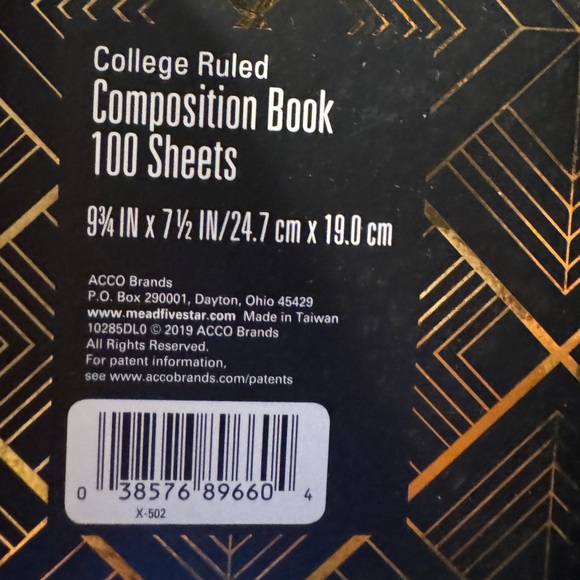 College Ruled
Composition Book
100 Sheets
9¾ IN x 7½ IN/24.7 cm x 19.0 cm
ACCO Brands
P.O. Box 290001, Dayton, Ohio 45429
www.meadfivestar.com Made in Taiwan
10285DL0 © 2019 ACCO Brands
All Rights Reserved.
For patent information,
see www.accobrands.com/patents
0 38576 89660 4
X-502